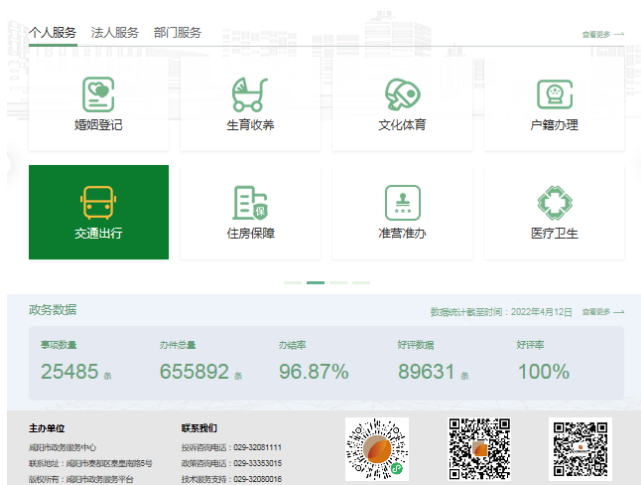 个人服务 法人服务 部门服务 查看更多
婚姻登记 生育收养 文化体育 户籍办理
保
交通出行 住房保障 准营准办 医疗卫生
政务数据 数据统计截至时间：2022年4月12日 查看更多
事项数量 办件总量 办结率 好评数据 好评率
25485 条 655892 条 96.87% 89631 条 100%
主办单位 联系我们
咸阳市政务服务中心 投诉咨询电话：029-32081111
联系地址：咸阳市秦都区秦皇南路5号 政策咨询电话：029-33353015
版权所有：咸阳市政务服务平台 技术服务支持：029-32080016